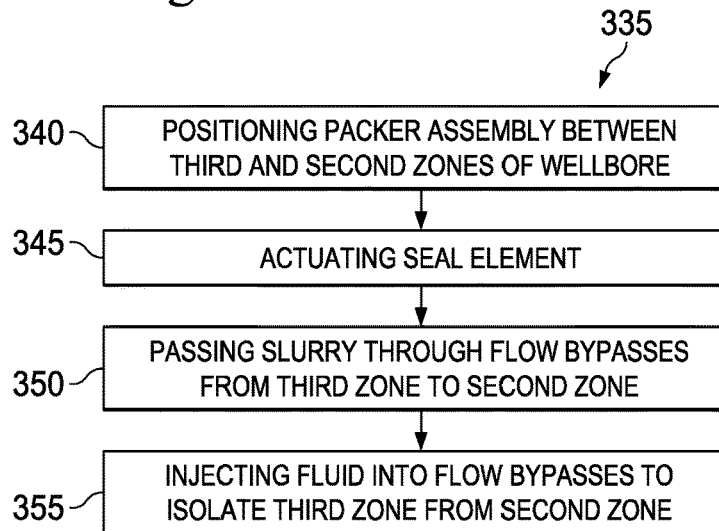 335
340
POSITIONING PACKER ASSEMBLY BETWEEN
THIRD AND SECOND ZONES OF WELLBORE
345
ACTUATING SEAL ELEMENT
350
PASSING SLURRY THROUGH FLOW BYPASSES
FROM THIRD ZONE TO SECOND ZONE
355
INJECTING FLUID INTO FLOW BYPASSES TO
ISOLATE THIRD ZONE FROM SECOND ZONE